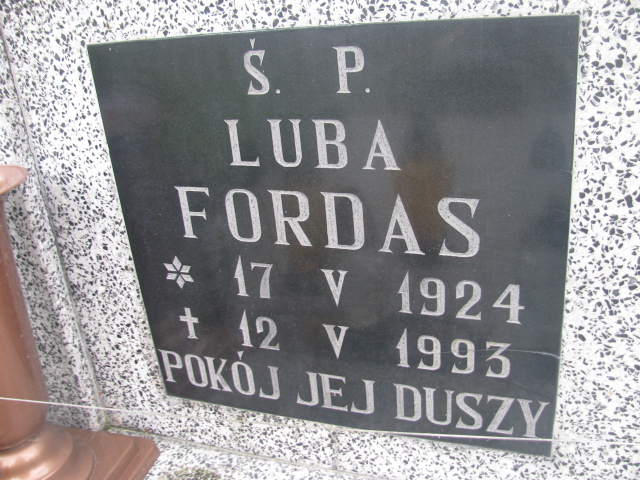 Ś. P.
LUBA
FORDAS
* 17 V 1924
✝ 12 V 1993
POKÓJ JEJ DUSZY